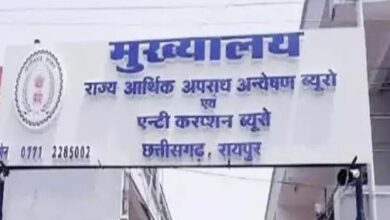 मुख्यालय
राज्य आर्थिक अपराध अन्वेषण ब्यूरो
एवं
एन्टी करप्शन ब्यूरो
छत्तीसगढ़, रायपुर
0771 2285002